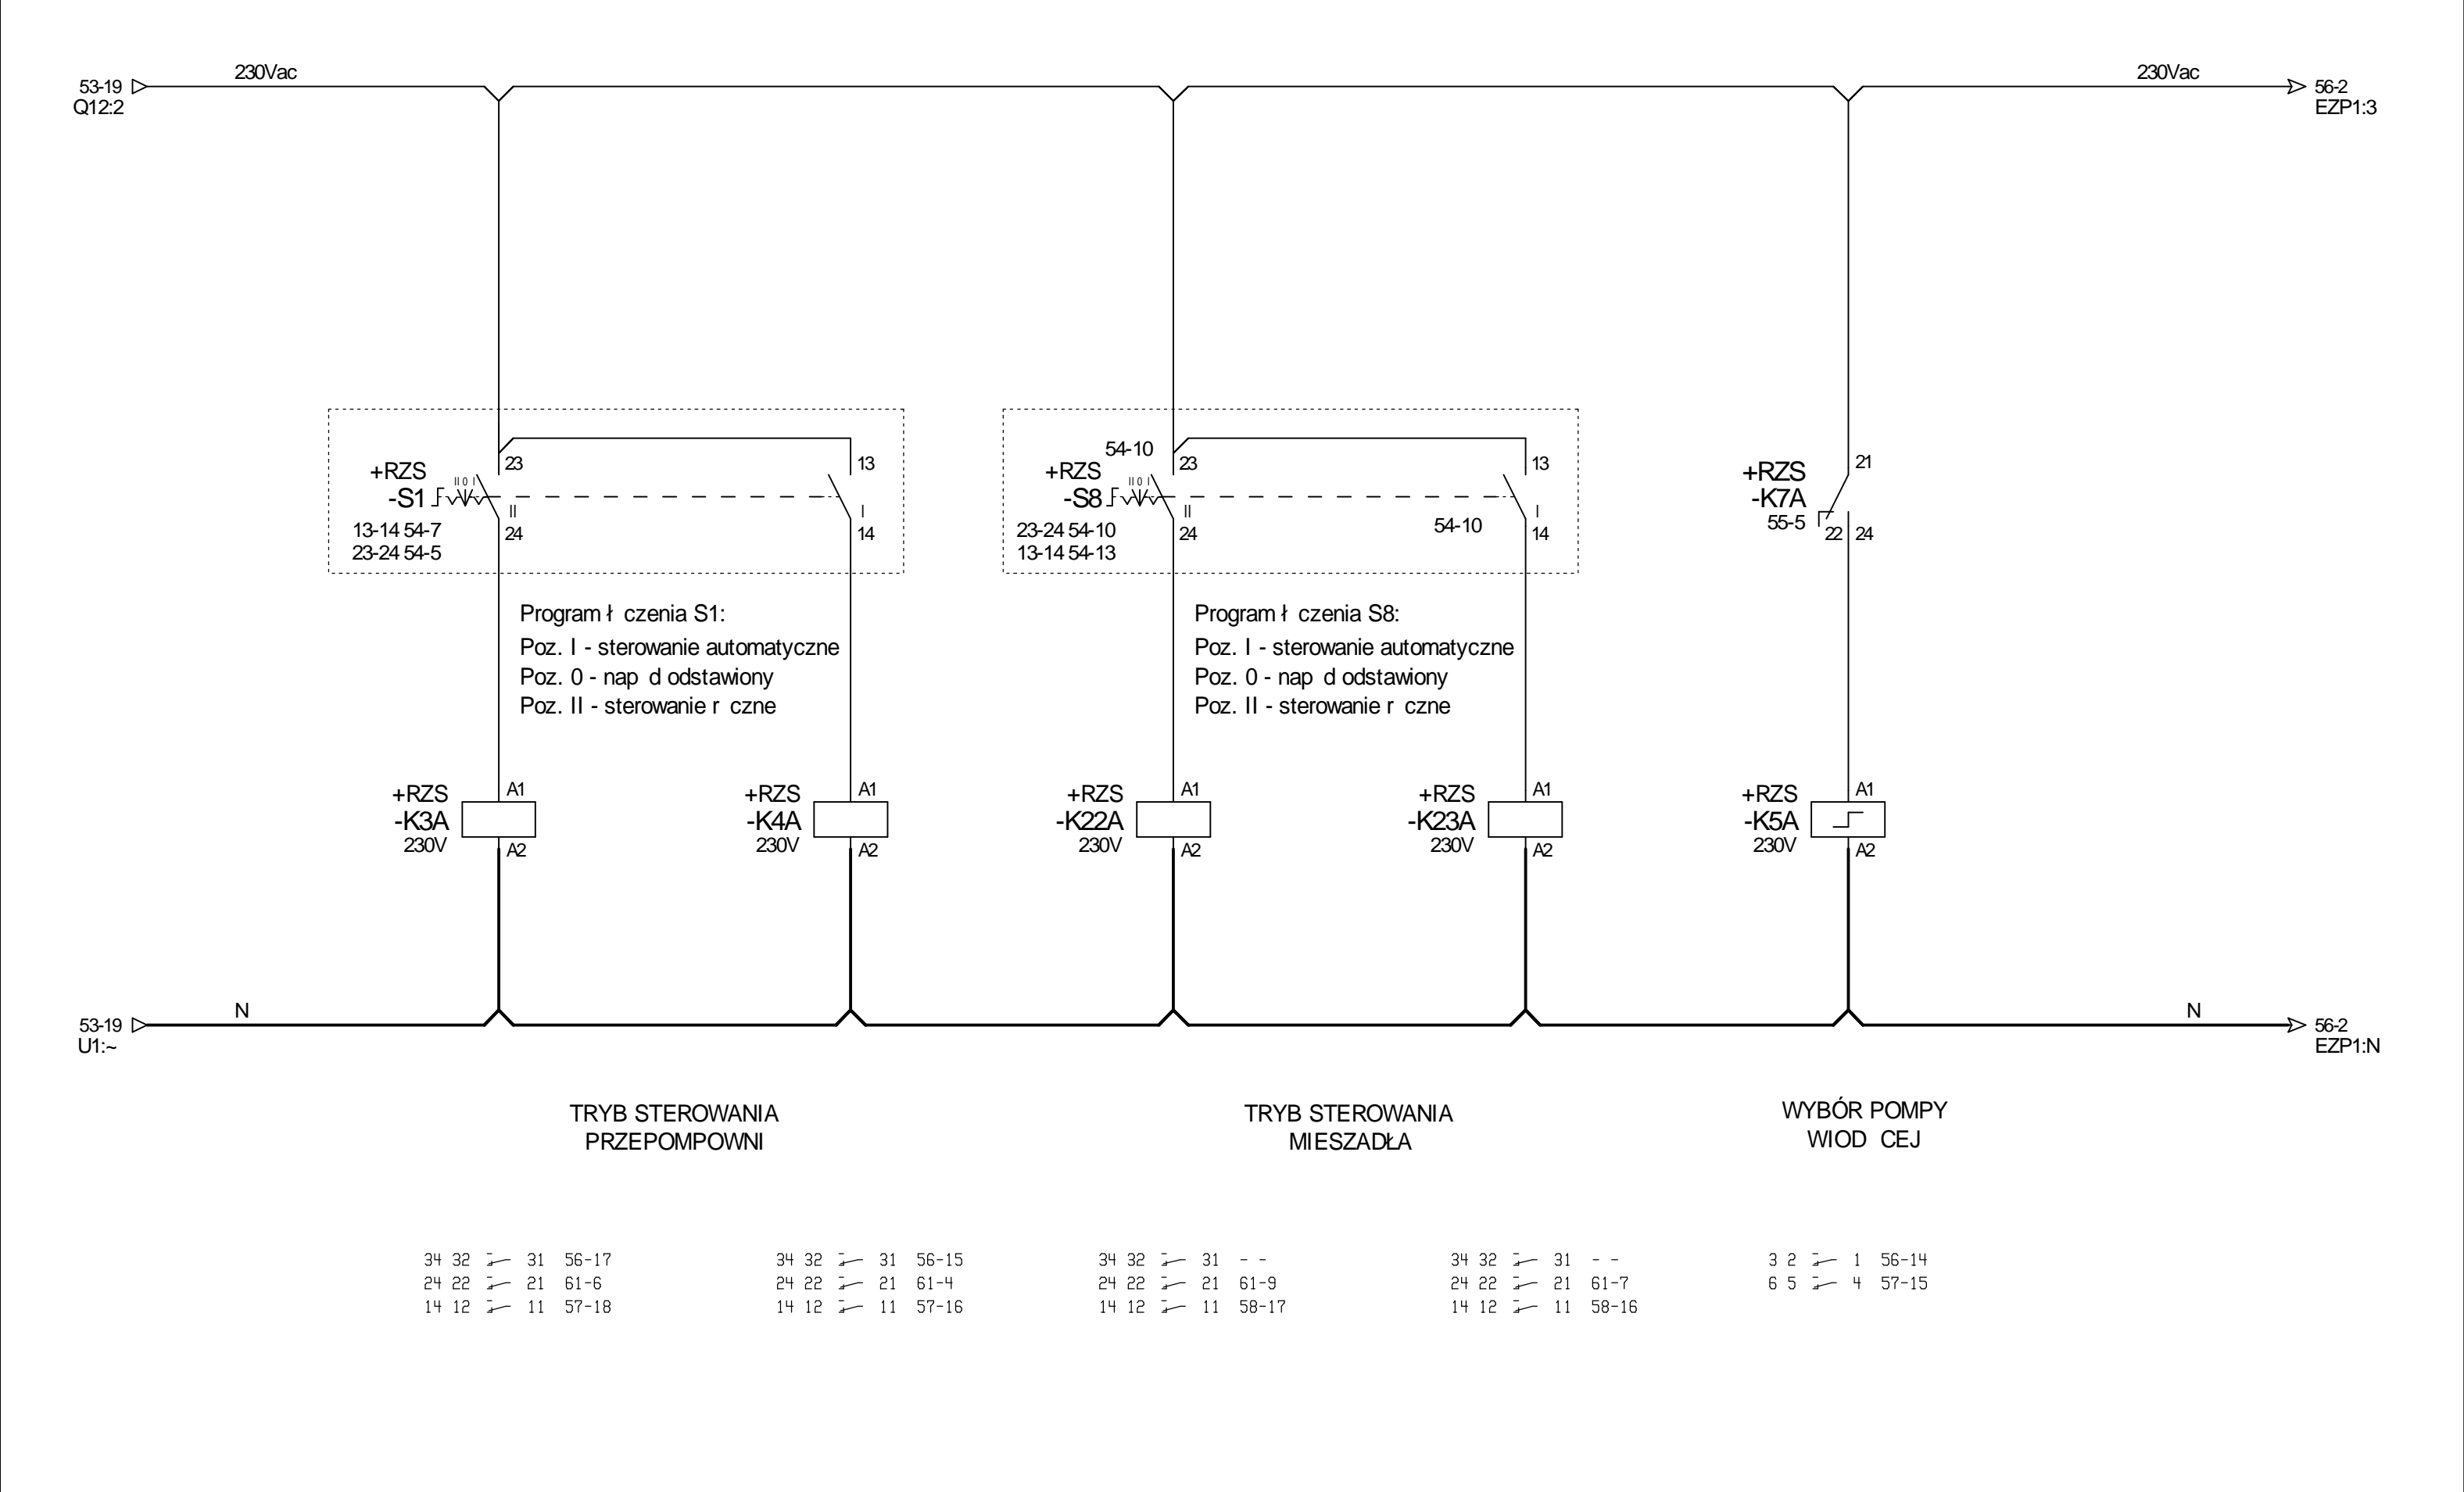 230Vac
230Vac
53-19
Q12:2
56-2
EZP1:3
+RZS
-S1
II 0 I
13-14 54-7
23-24 54-5
23
II
24
13
I
14
54-10
+RZS
-S8
II 0 I
23-24 54-10
13-14 54-13
23
II
24
54-10
13
I
14
+RZS
-K7A
55-5
21
22
24
Program ł czenia S1:
Poz. I - sterowanie automatyczne
Poz. 0 - nap d odstawiony
Poz. II - sterowanie r czne
Program ł czenia S8:
Poz. I - sterowanie automatyczne
Poz. 0 - nap d odstawiony
Poz. II - sterowanie r czne
+RZS
-K3A
230V
A1
A2
+RZS
-K4A
230V
A1
A2
+RZS
-K22A
230V
A1
A2
+RZS
-K23A
230V
A1
A2
+RZS
-K5A
230V
A1
A2
N
N
53-19
U1:~
56-2
EZP1:N
TRYB STEROWANIA
PRZEPOMPOWNI
TRYB STEROWANIA
MIESZADŁA
WYBÓR POMPY
WIOD CEJ
34 32 31 56-17
24 22 21 61-6
14 12 11 57-18
34 32 31 56-15
24 22 21 61-4
14 12 11 57-16
34 32 31 - -
24 22 21 61-9
14 12 11 58-17
34 32 31 - -
24 22 21 61-7
14 12 11 58-16
3 2 1 56-14
6 5 4 57-15